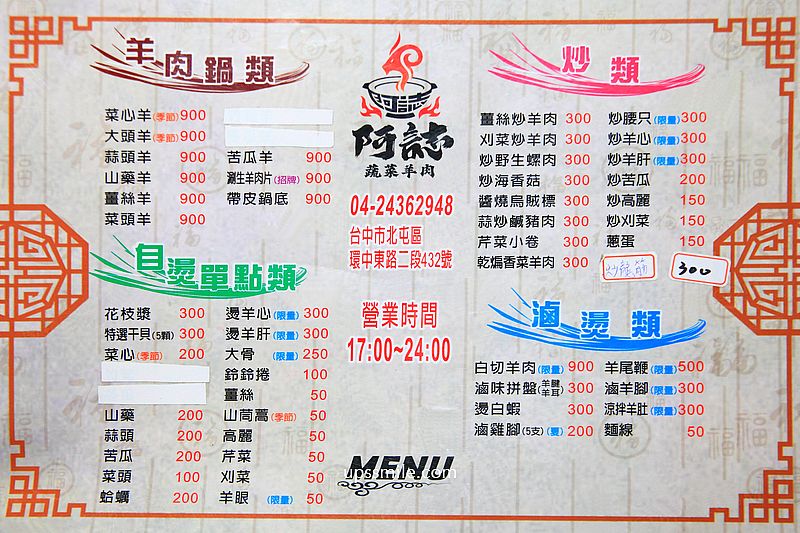 羊肉鍋類
菜心羊(季節)900
大頭羊(季節)900
蒜頭羊 900
山藥羊 900
薑絲羊 900
菜頭羊 900
苦瓜羊 900
涮生羊肉片(招牌) 900
帶皮鍋底 900
自燙單點類
花枝漿 300
特選干貝(5顆) 300
菜心(季節) 200
山藥 200
蒜頭 200
苦瓜 200
菜頭 100
蛤蠣 200
燙羊心(限量) 300
燙羊肝(限量) 300
大骨 (限量) 250
鈴鈴捲 100
薑絲 50
山茼蒿(季節) 50
高麗 50
芹菜 50
刈菜 50
羊眼 (限量) 50
阿誌
阿誌
蔬菜羊肉
04-24362948
台中市北屯區
環中東路二段432號
營業時間
17:00~24:00
MENU
upssmile.com
炒類
薑絲炒羊肉 300
刈菜炒羊肉 300
炒野生螺肉 300
炒海香菇 300
醬燒烏賊標 300
蒜炒鹹豬肉 300
芹菜小卷 300
乾煸香菜羊肉 300
炒腰只(限量)300
炒羊心(限量)300
炒羊肝(限量)300
炒苦瓜 200
炒高麗 150
炒刈菜 150
蔥蛋 150
300
滷燙類
白切羊肉(限量) 900
滷味拼盤(羊腱 羊耳) 300
燙白蝦 300
滷雞腳(5支)(夏) 200
羊尾鞭(限量)500
滷羊腳(限量)300
涼拌羊肚(限量)300
麵線 50